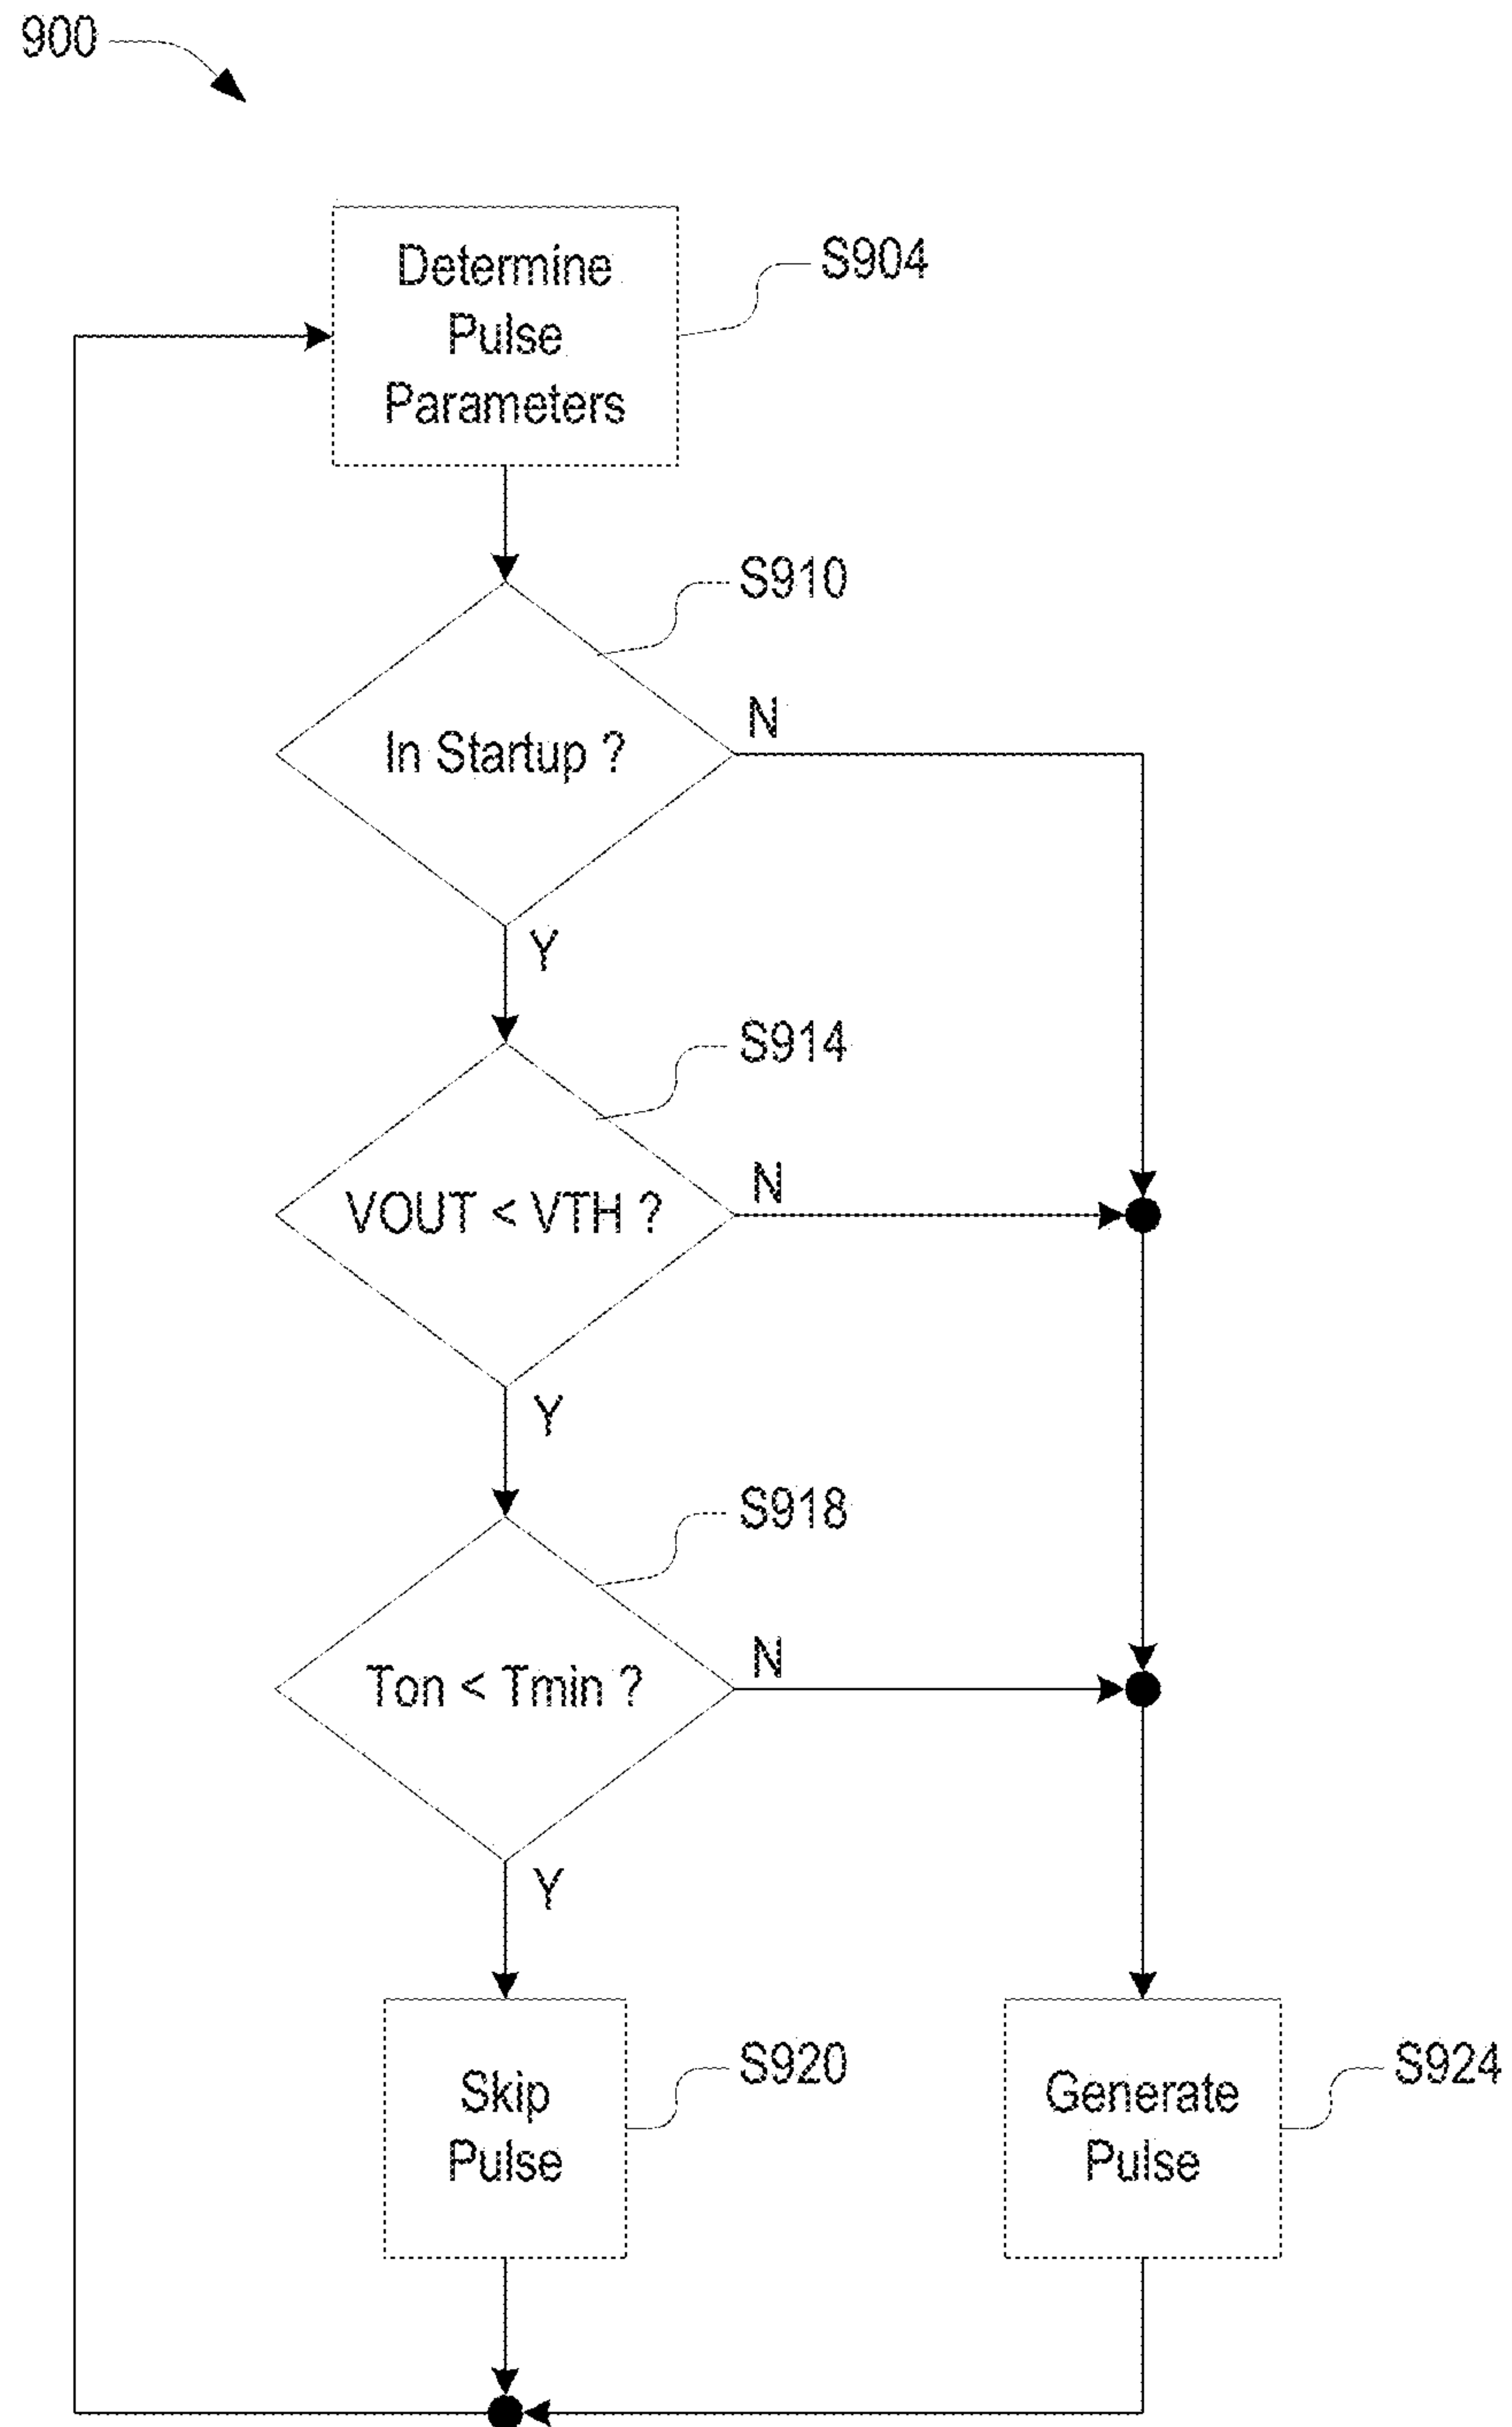 900
Determine
Pulse
Parameters
S904
S910
In Startup ?
N
Y
S914
VOUT < VTH ?
N
Y
S918
Ton < Tmin ?
N
Y
Skip
Pulse
S920
Generate
Pulse
S924